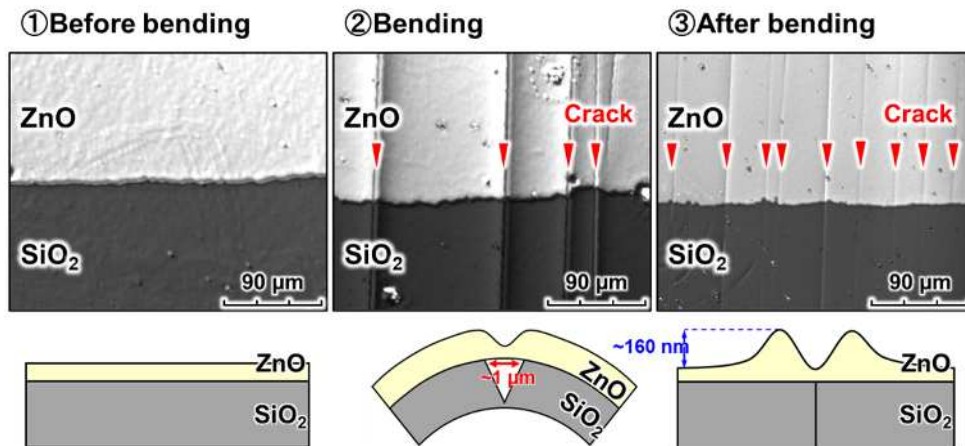 ①Before bending
②Bending
③After bending
ZnO
SiO₂
90 μm
ZnO
Crack
SiO₂
90 μm
ZnO
Crack
SiO₂
90 μm
ZnO
SiO₂
~1 μm
ZnO
SiO₂
~160 nm
ZnO
SiO₂